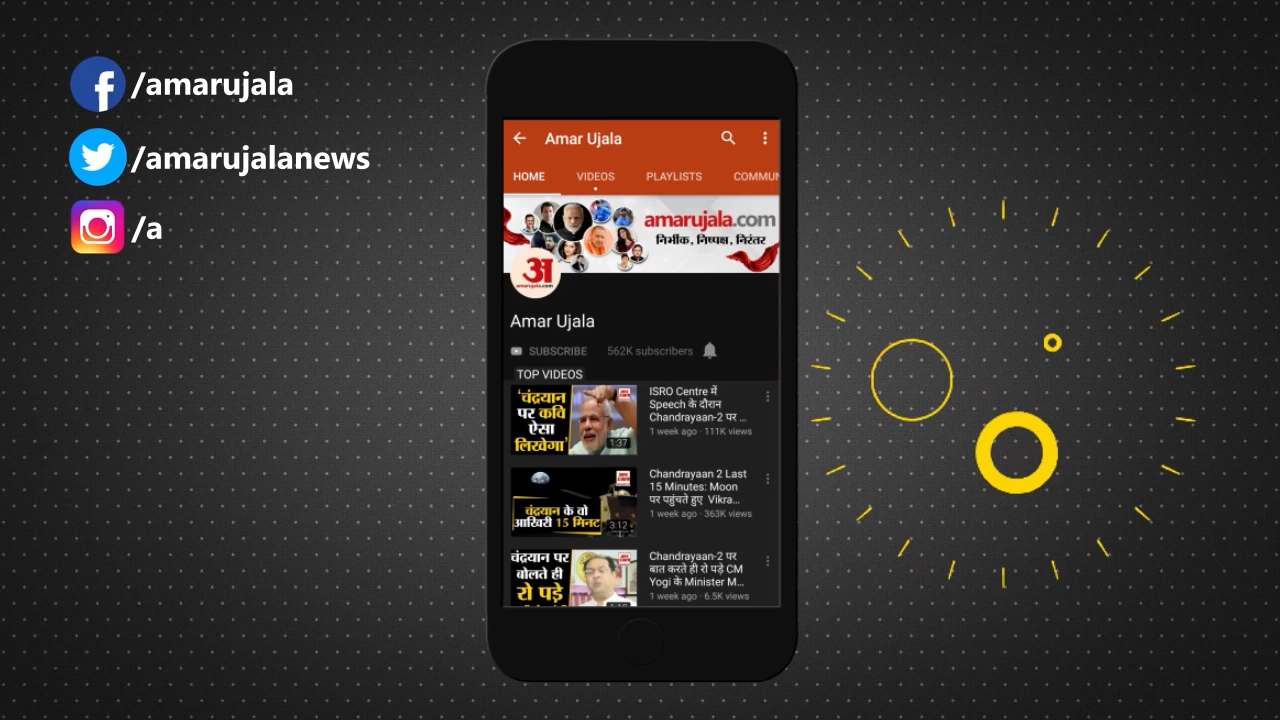 /amarujala
/amarujalanews
/a
Amar Ujala
HOME VIDEOS PLAYLISTS COMMUN
amarujala.com
निर्भीक, निष्पक्ष, निरंतर
अ
amarujala.com
Amar Ujala
SUBSCRIBE 562K subscribers
TOP VIDEOS
'चंद्रयान
पर कवि
ऐसा
लिखेगा'
1:37
ISRO Centre में
Speech के दौरान
Chandrayaan-2 पर ...
1 week ago · 111K views
चंद्रयान के वो
आखिरी 15 मिनट
3:12
Chandrayaan 2 Last
15 Minutes: Moon
पर पहुंचते हुए Vikra...
1 week ago · 363K views
चंद्रयान पर
बोलते ही
रो पड़े
Chandrayaan-2 पर
बात करते ही रो पड़े CM
Yogi के Minister M...
1 week ago · 6.5K views